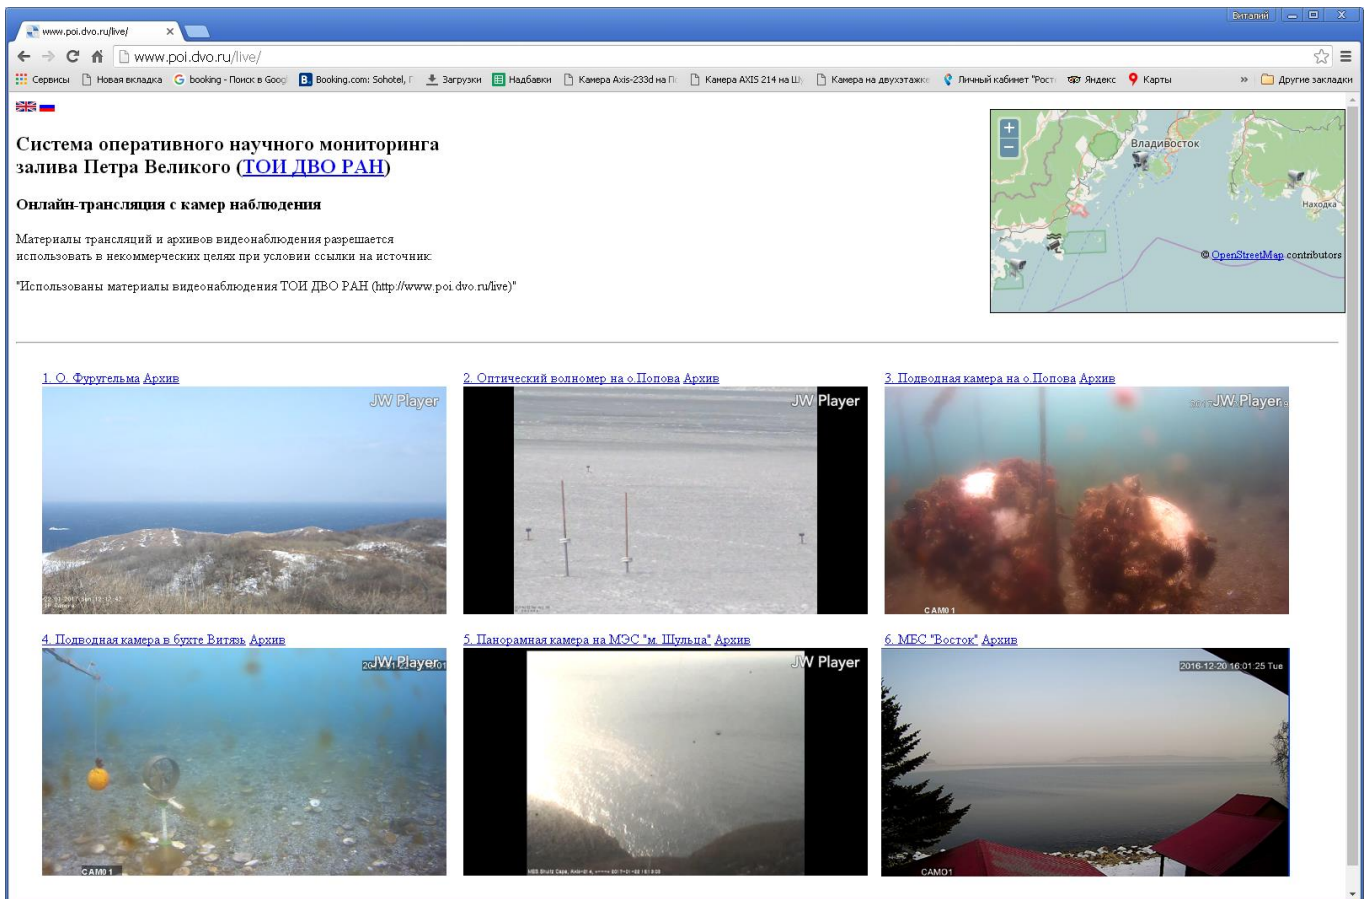 Виталий
www.poi.dvo.ru/live/
www.poi.dvo.ru/live/
Сервисы Новая вкладка booking - Поиск в Goog Booking.com: Sohotel, Загрузки Надбавки Камера Axis-233d на По Камера AXIS 214 на Шу Камера на двухэтажке Личный кабинет "Рост Яндекс Карты » Другие закладки
Система оперативного научного мониторинга
залива Петра Великого (ТОИ ДВО РАН)
Онлайн-трансляция с камер наблюдения
Материалы трансляций и архивов видеонаблюдения разрешается
использовать в некоммерческих целях при условии ссылки на источник:
"Использованы материалы видеонаблюдения ТОИ ДВО РАН (http://www.poi.dvo.ru/live)"
+
−
Владивосток
Находка
© OpenStreetMap contributors
1. О. Фуругельма Архив
JW Player
2. Оптический волномер на о.Попова Архив
JW Player
3. Подводная камера на о.Попова Архив
JW Player
CAM01
4. Подводная камера в бухте Витязь Архив
JW Player
CAM01
5. Панорамная камера на МЭС "м. Шульца" Архив
JW Player
6. МБС "Восток" Архив
2016-12-20 16:01:25 Tue
CAM01